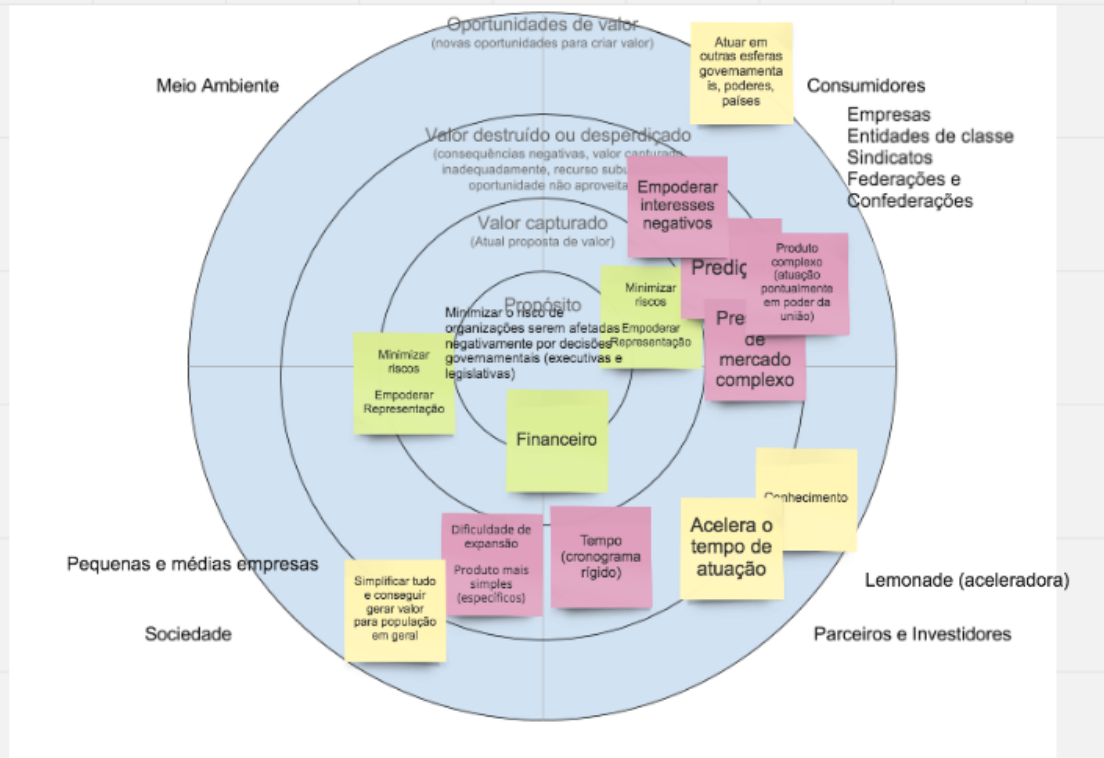 Oportunidades de valor
(novas oportunidades para criar valor)
Meio Ambiente
Atuar em
outras esferas
governamenta
is, poderes,
países
Consumidores
Empresas
Entidades de classe
Sindicatos
Federações e
Confederações
Valor destruído ou desperdiçado
(consequências negativas, valor capturado
inadequadamente, recurso
oportunidade não
Empoderar
interesses
negativos
Valor capturado
(Atual proposta de valor)
Produto
complexo
(atuação
pontualmente
em poder da
união)
Propósito
Minimizar o risco de
organizações serem afetadas
negativamente por decisões
governamentais (executivas e
legislativas)
Minimizar
riscos
Empoderar
Representação
de
mercado
complexo
Minimizar
riscos
Empoderar
Representação
Financeiro
Conhecimento
Acelera o
tempo de
atuação
Dificuldade de
expansão
Produto mais
simples
(específicos)
Tempo
(cronograma
rígido)
Pequenas e médias empresas
Simplificar tudo
e conseguir
gerar valor
para população
em geral
Sociedade
Lemonade (aceleradora)
Parceiros e Investidores